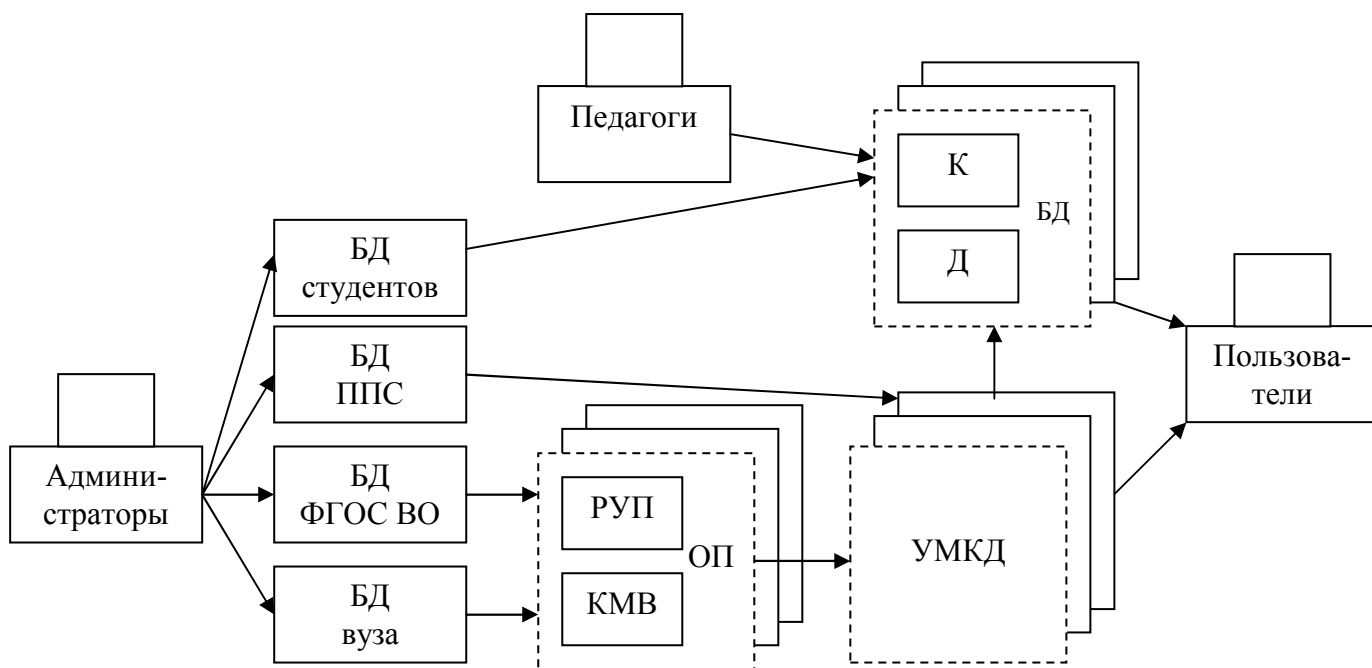 Педагоги
К
БД
Д
БД
студентов
БД
ППС
Пользова-
тели
Админи-
страторы
БД
ФГОС ВО
РУП
ОП
КМВ
УМКД
БД
вуза